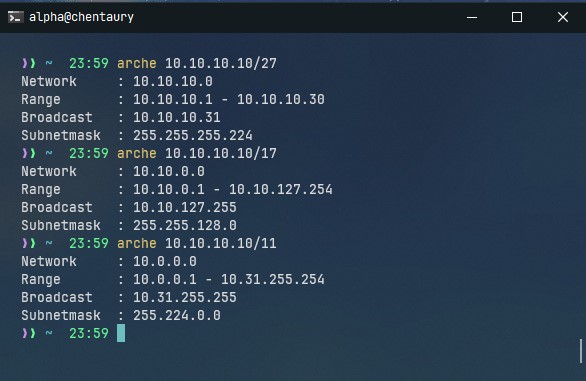 alpha@chentaury
❯❯ ~ 23:59 arche 10.10.10.10/27
Network : 10.10.10.0
Range : 10.10.10.1 - 10.10.10.30
Broadcast : 10.10.10.31
Subnetmask : 255.255.255.224
❯❯ ~ 23:59 arche 10.10.10.10/17
Network : 10.10.0.0
Range : 10.10.0.1 - 10.10.127.254
Broadcast : 10.10.127.255
Subnetmask : 255.255.128.0
❯❯ ~ 23:59 arche 10.10.10.10/11
Network : 10.0.0.0
Range : 10.0.0.1 - 10.31.255.254
Broadcast : 10.31.255.255
Subnetmask : 255.224.0.0
❯❯ ~ 23:59